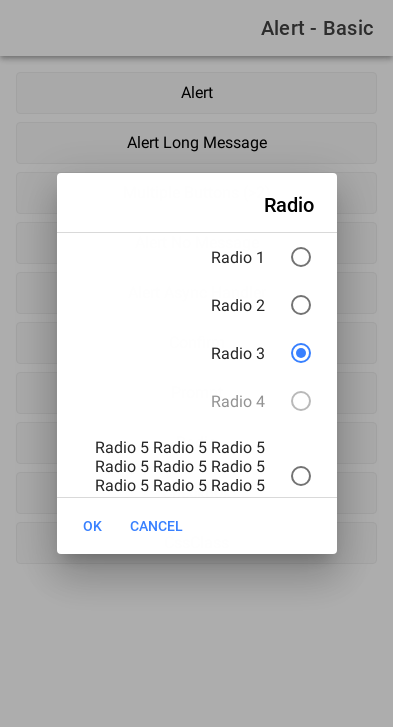 Alert - Basic
Alert
Alert Long Message
Radio
Radio 1
Radio 2
Radio 3
Radio 4
Radio 5 Radio 5 Radio 5
Radio 5 Radio 5 Radio 5
Radio 5 Radio 5 Radio 5
OK
CANCEL